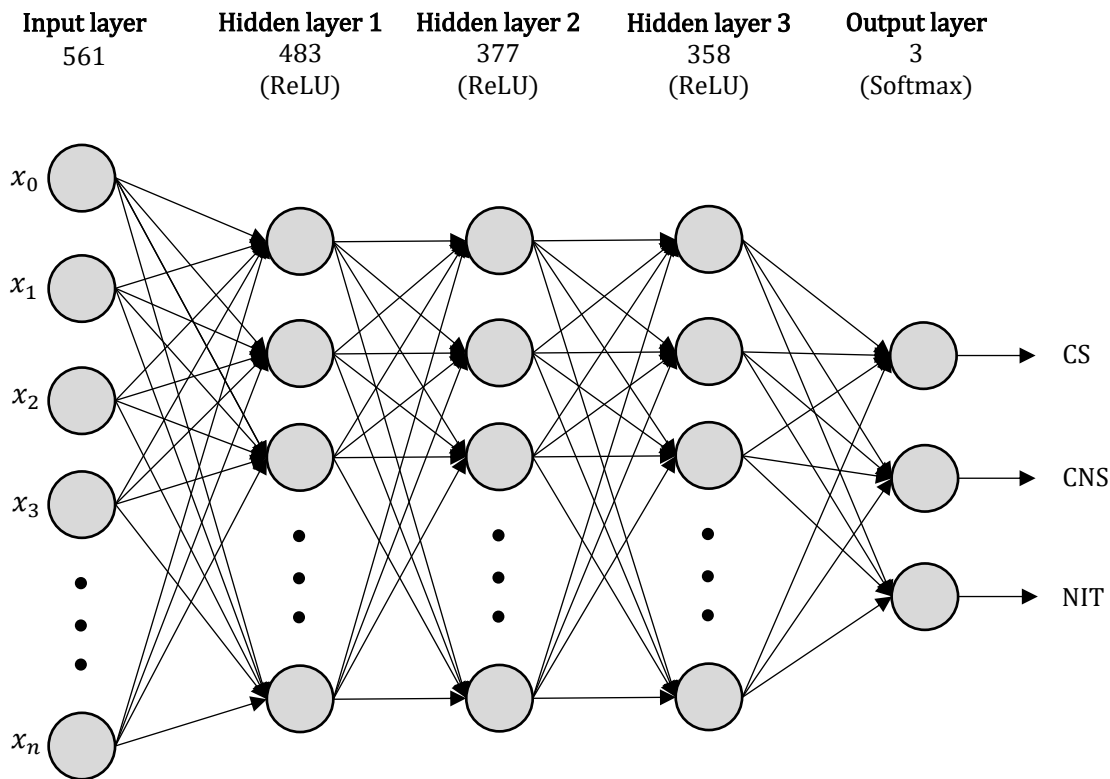 Input layer
561
Hidden layer 1
483
(ReLU)
Hidden layer 2
377
(ReLU)
Hidden layer 3
358
(ReLU)
Output layer
3
(Softmax)
x₀
x₁
x₂
x₃
xₙ
CS
CNS
NIT